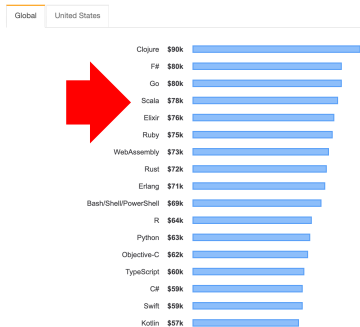 Global United States
Clojure $90k
F# $80k
Go $80k
Scala $78k
Elixir $76k
Ruby $75k
WebAssembly $73k
Rust $72k
Erlang $71k
Bash/Shell/PowerShell $69k
R $64k
Python $63k
Objective-C $62k
TypeScript $60k
C# $59k
Swift $59k
Kotlin $57k